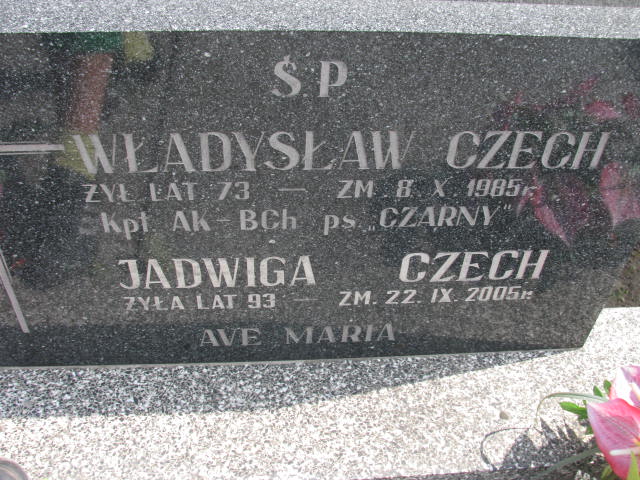 Ś.P
WŁADYSŁAW CZECH
ŻYŁ LAT 73 — ZM. 8. X. 1985r.
Kpt. AK-BCh ps. „CZARNY"
JADWIGA CZECH
ŻYŁA LAT 93 — ZM. 22. IX. 2005r.
AVE MARIA